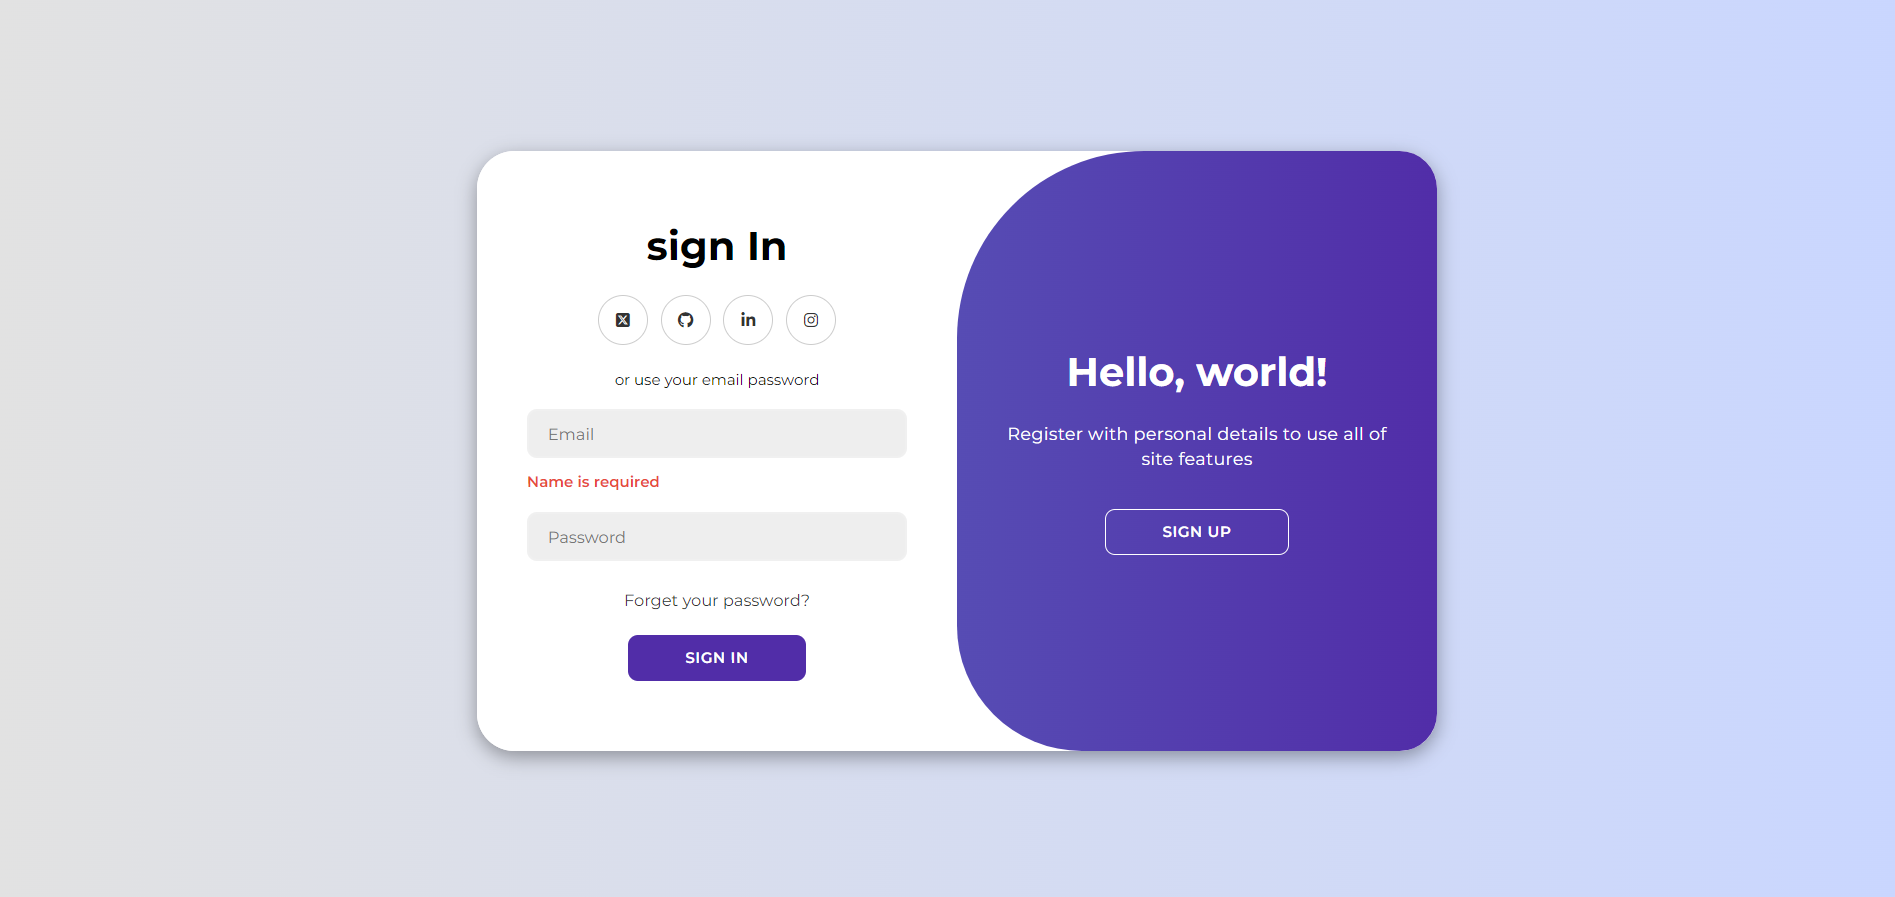 sign In
or use your email password
Email
Name is required
Password
Forget your password?
SIGN IN
Hello, world!
Register with personal details to use all of
site features
SIGN UP